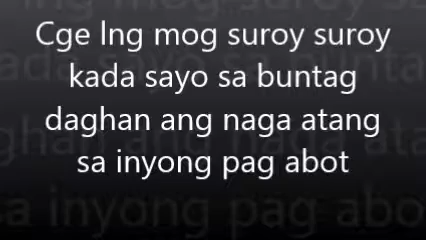 Cge lng mog suroy suroy
kada sayo sa buntag
daghan ang naga atang
sa inyong pag abot